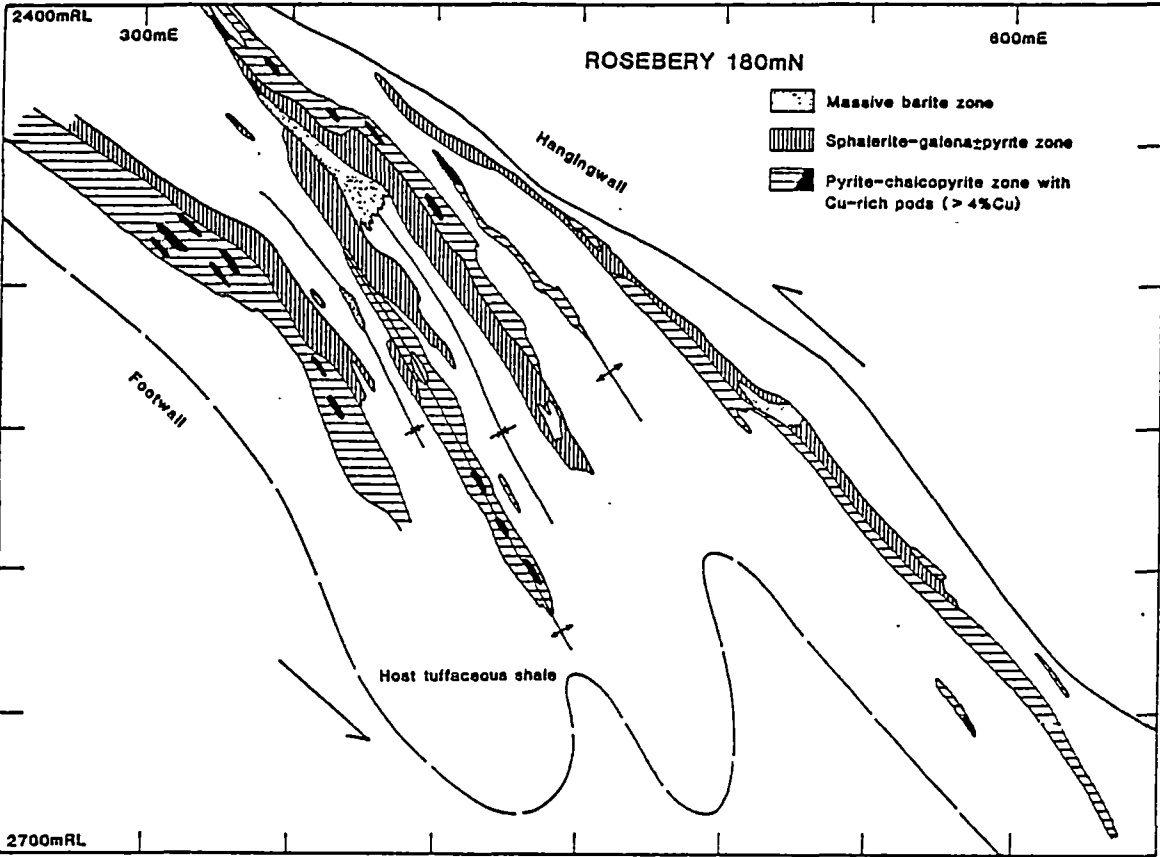 2400mRL
300mE
600mE
ROSEBERY 180mN
Massive barite zone
Sphalerite-galena±pyrite zone
Pyrite-chalcopyrite zone with
Cu-rich pods (> 4%Cu)
Hangingwall
Footwall
Host tuffaceous shale
2700mRL